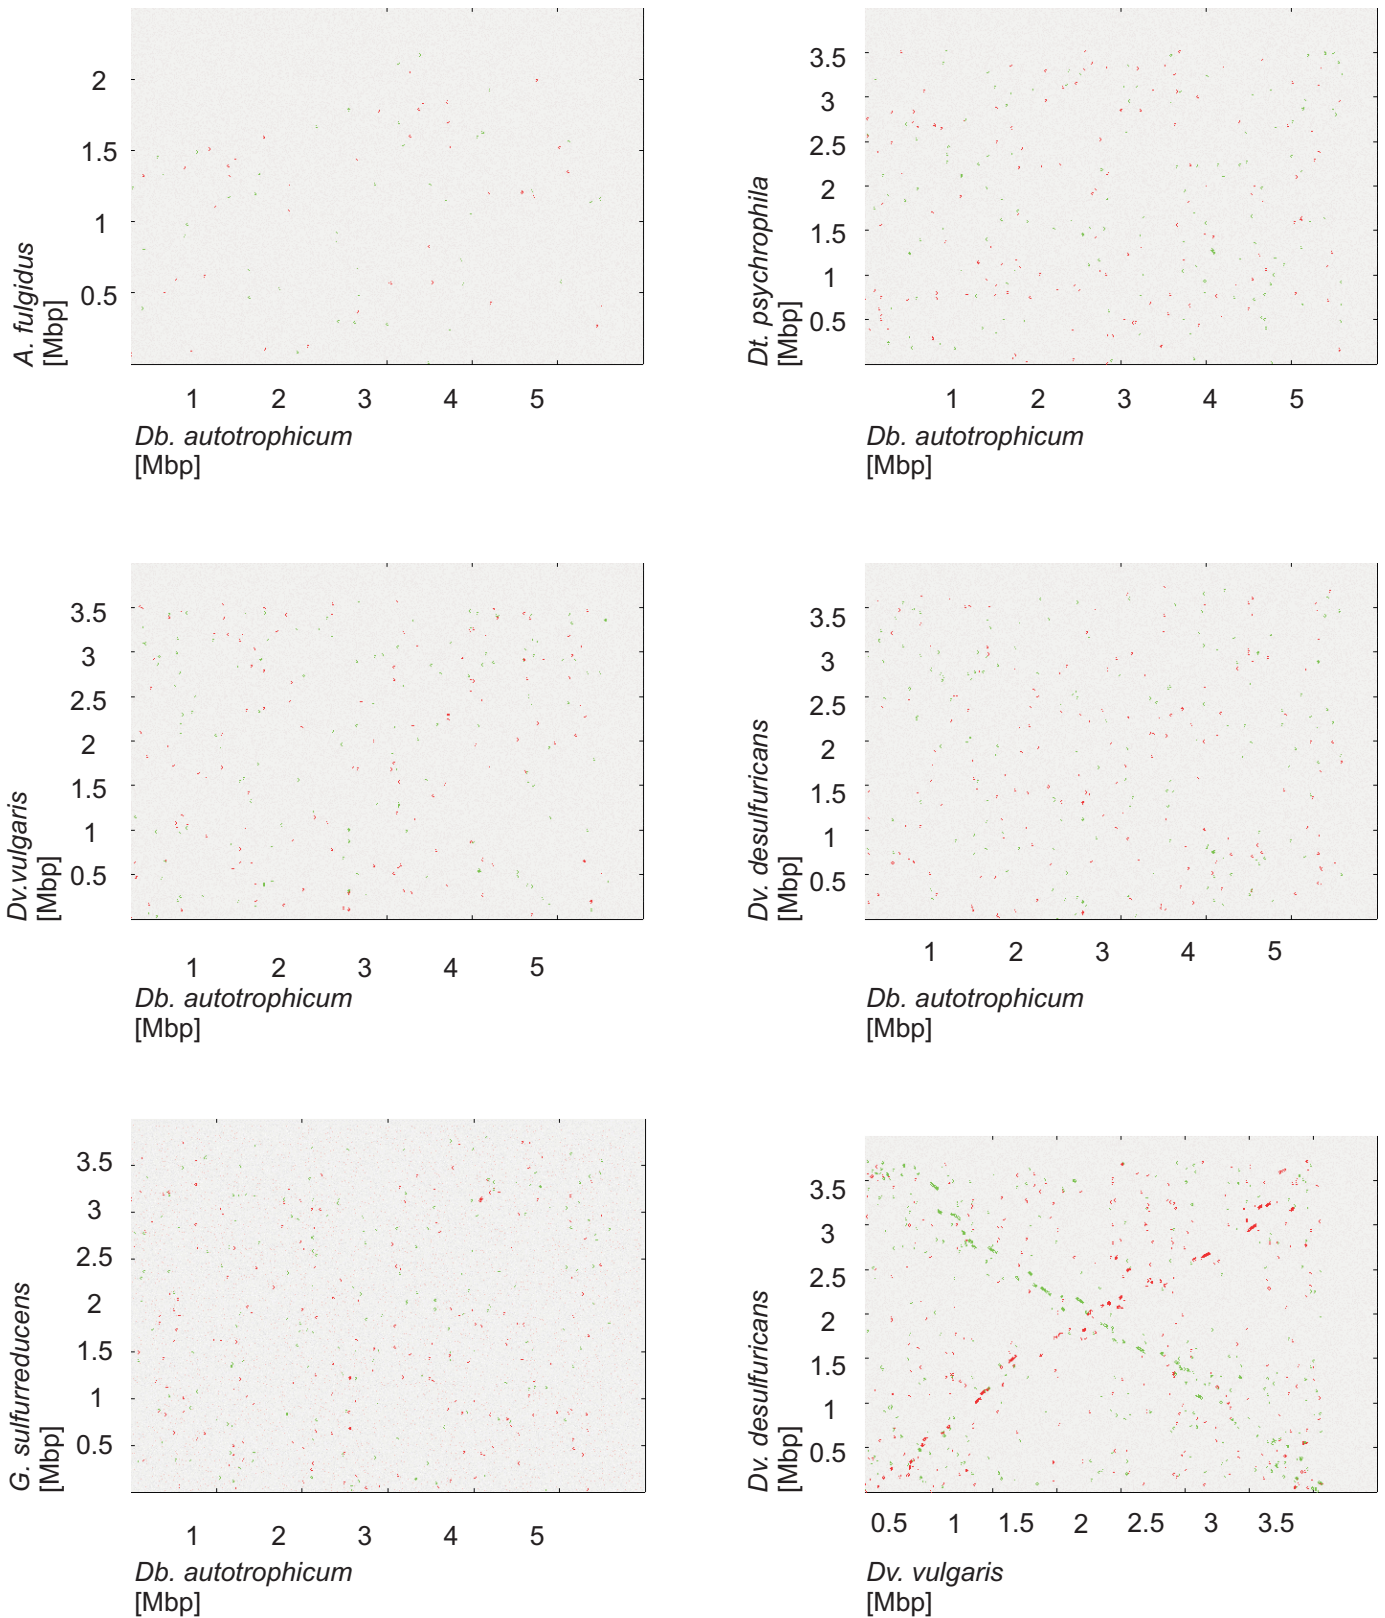 2
1.5
1
0.5
A. fulgidus
[Mbp]
1 2 3 4 5
Db. autotrophicum
[Mbp]
3.5
3
2.5
2
1.5
1
0.5
Dt. psychrophila
[Mbp]
1 2 3 4 5
Db. autotrophicum
[Mbp]
3.5
3
2.5
2
1.5
1
0.5
Dv.vulgaris
[Mbp]
1 2 3 4 5
Db. autotrophicum
[Mbp]
3.5
3
2.5
2
1.5
1
0.5
Dv. desulfuricans
[Mbp]
1 2 3 4 5
Db. autotrophicum
[Mbp]
3.5
3
2.5
2
1.5
1
0.5
G. sulfurreducens
[Mbp]
1 2 3 4 5
Db. autotrophicum
[Mbp]
3.5
3
2.5
2
1.5
1
0.5
Dv. desulfuricans
[Mbp]
0.5 1 1.5 2 2.5 3 3.5
Dv. vulgaris
[Mbp]